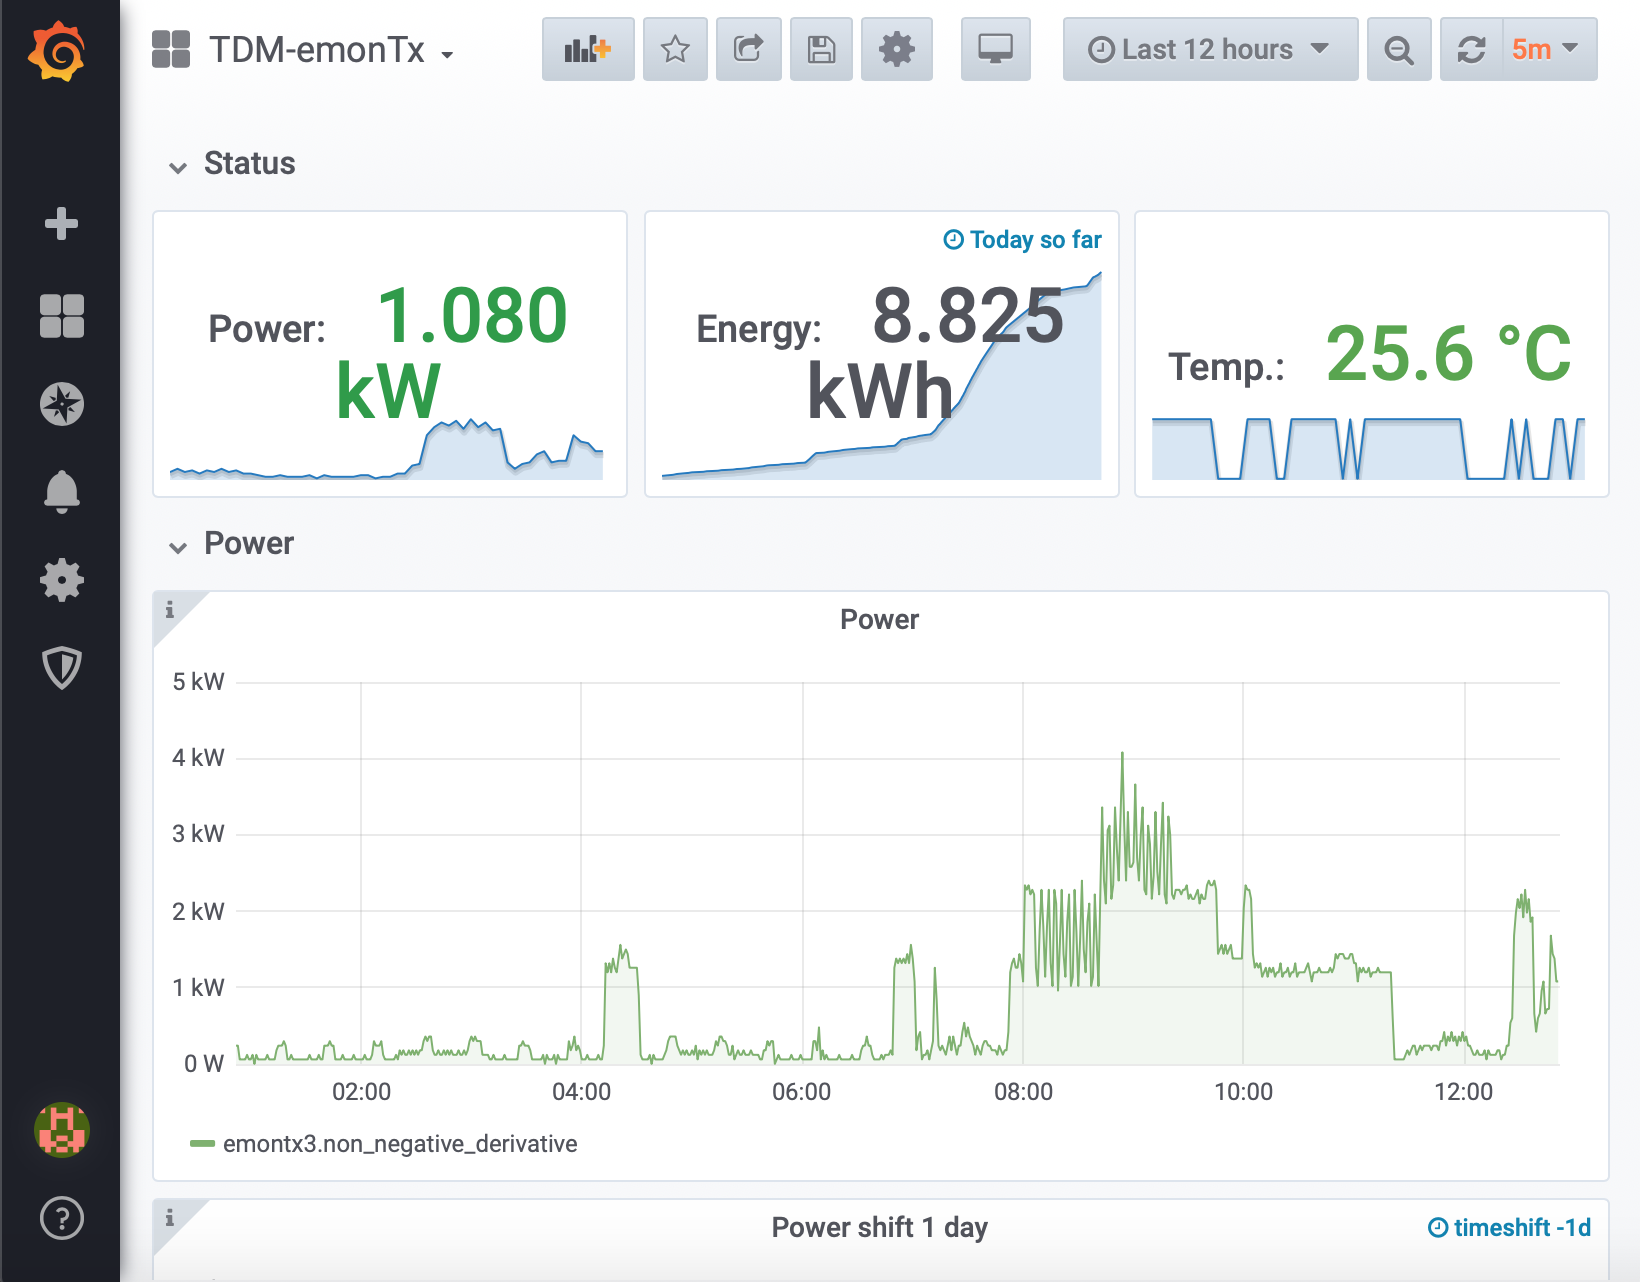 TDM-emonTx
Last 12 hours
5m
Status
Power: 1.080
kW
Today so far
Energy: 8.825
kWh
Temp.: 25.6 °C
Power
i
Power
5 kW
4 kW
3 kW
2 kW
1 kW
0 W
02:00 04:00 06:00 08:00 10:00 12:00
emontx3.non_negative_derivative
i
Power shift 1 day
timeshift -1d
?